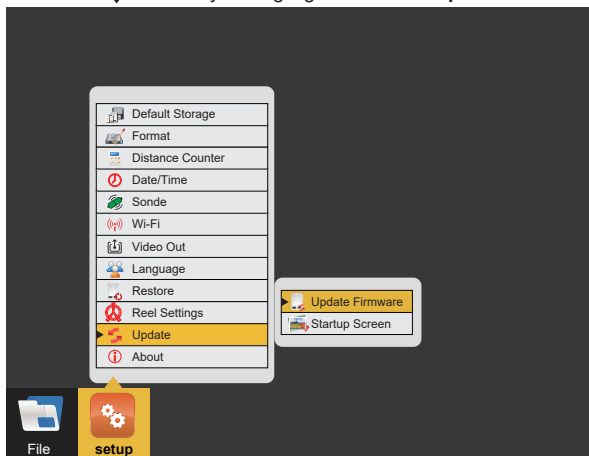 Default Storage
Format
Distance Counter
Date/Time
Sonde
Wi-Fi
Video Out
Language
Restore
Reel Settings
Update
About
Update Firmware
Startup Screen
File
setup